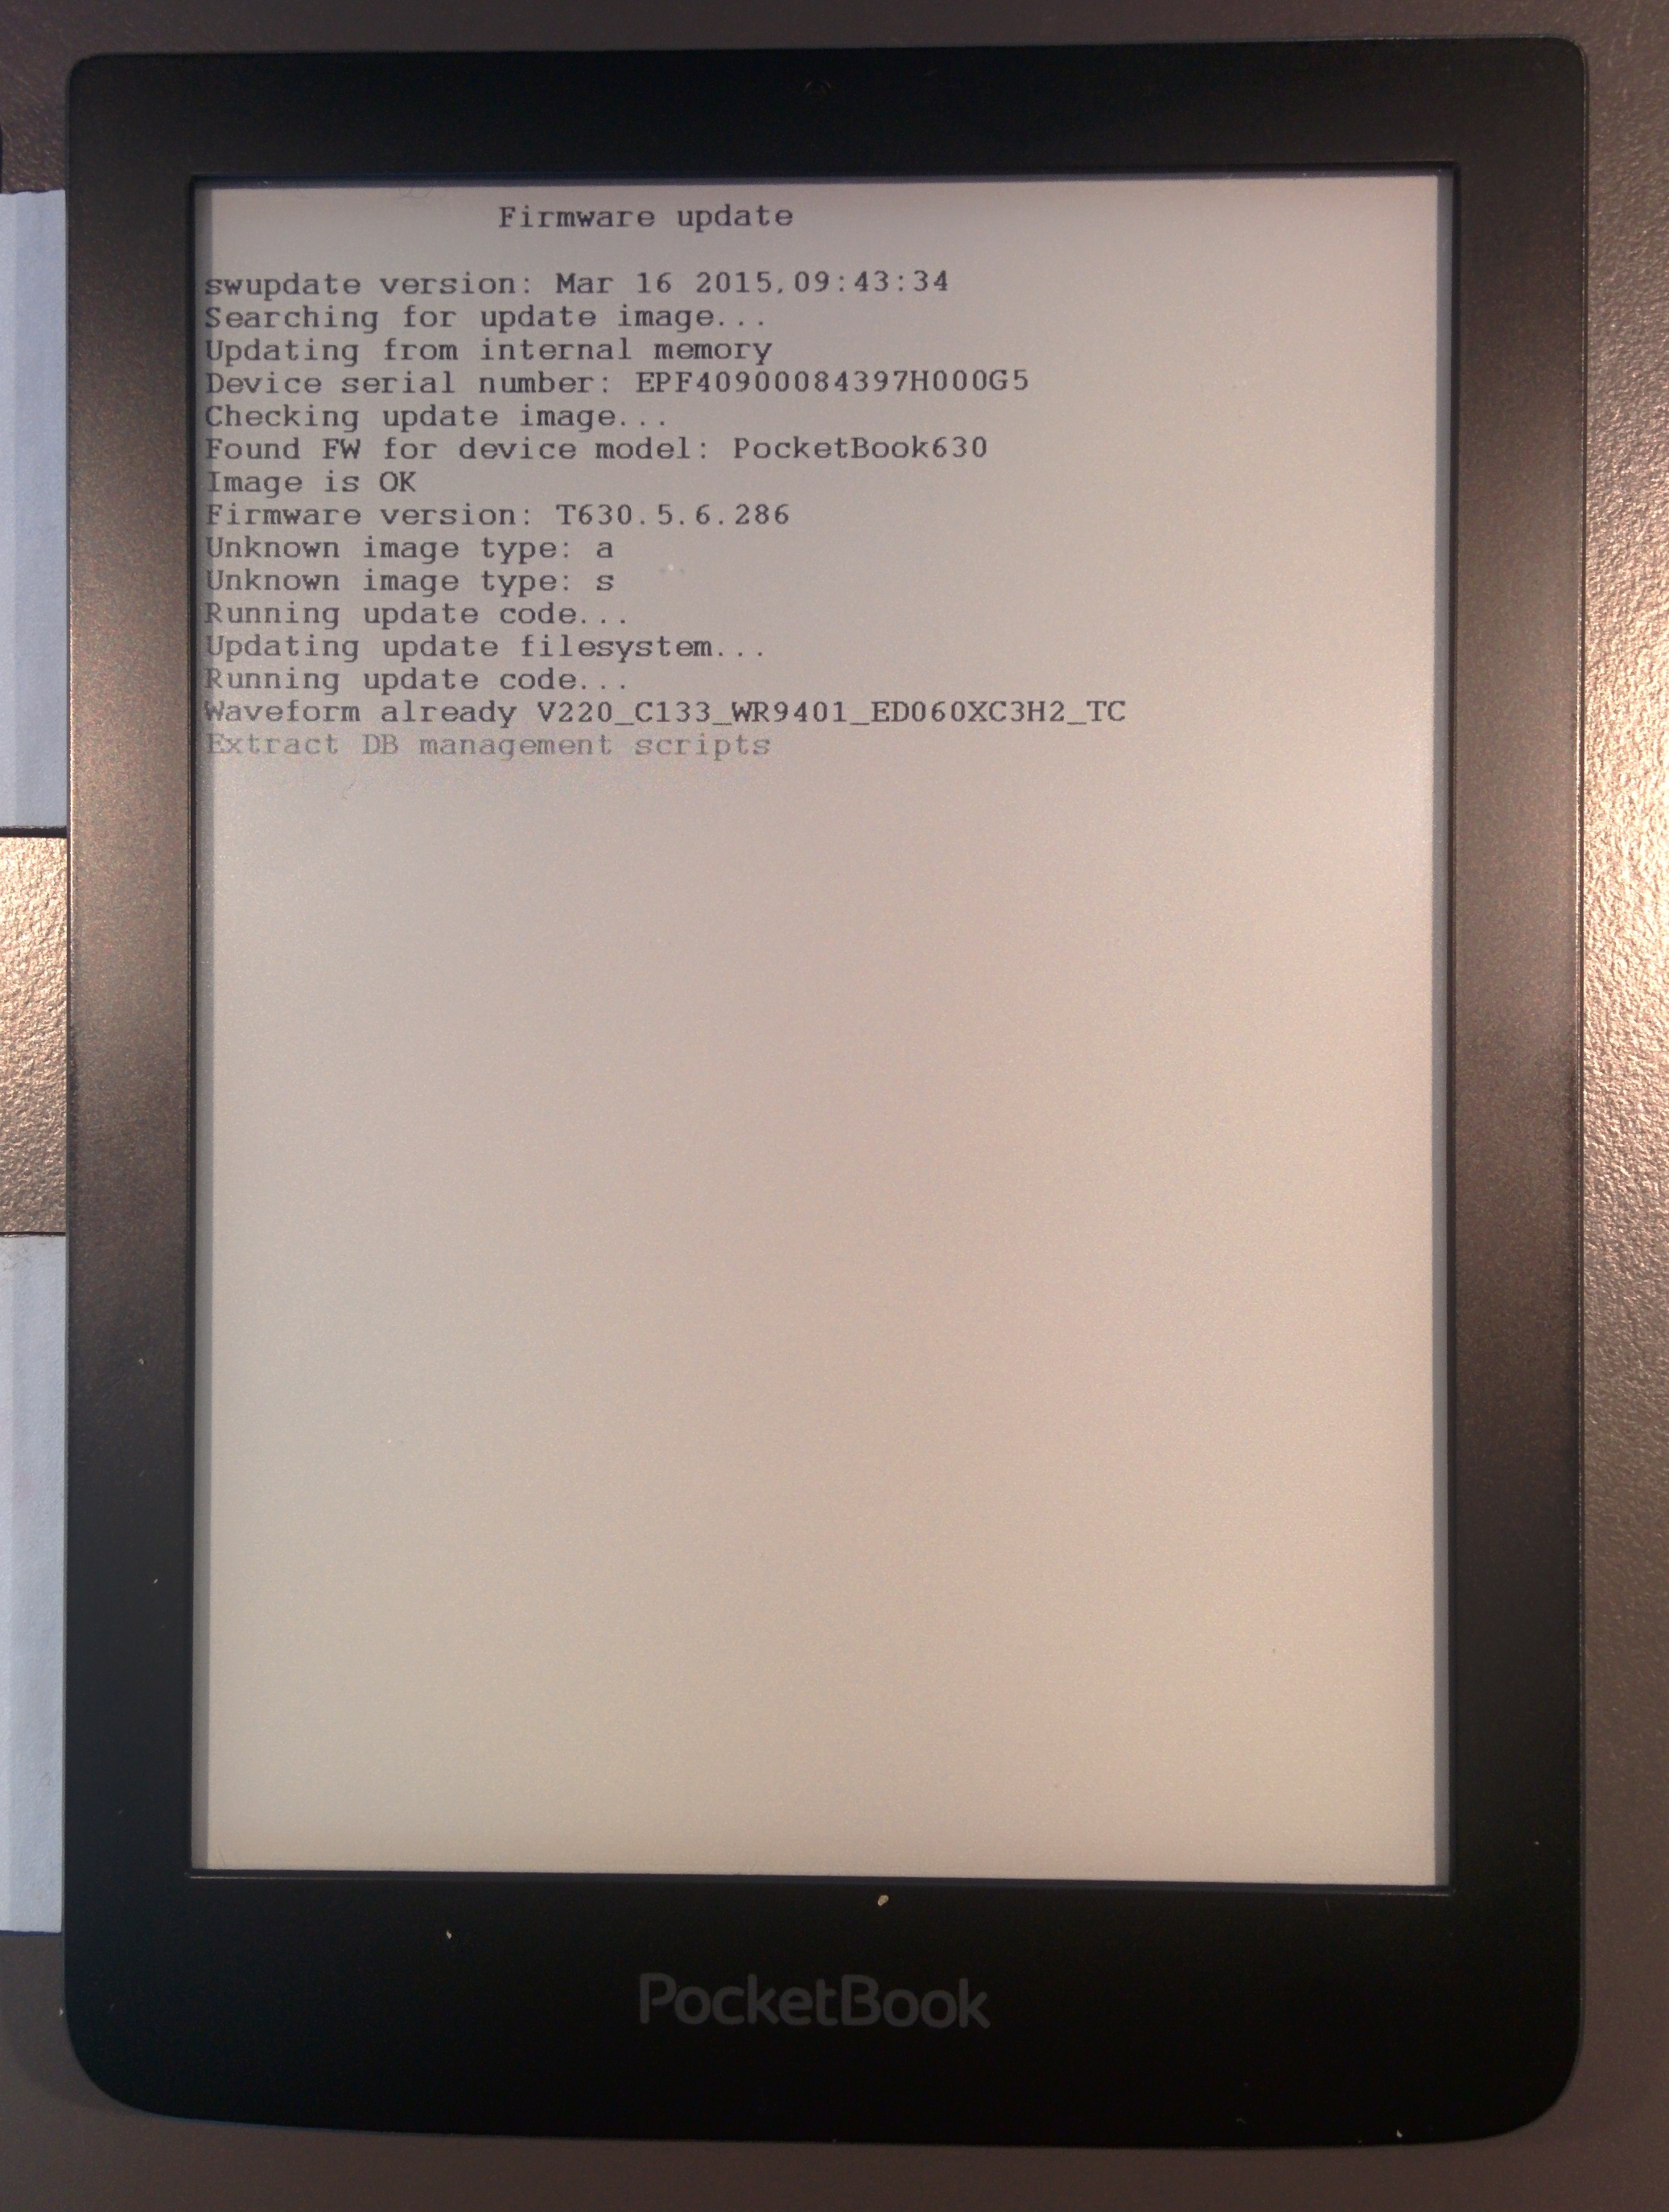 Firmware update
swupdate version: Mar 16 2015,09:43:34
Searching for update image...
Updating from internal memory
Device serial number: EPF40900084397H000G5
Checking update image...
Found FW for device model: PocketBook630
Image is OK
Firmware version: T630.5.6.286
Unknown image type: a
Unknown image type: s
Running update code...
Updating update filesystem...
Running update code...
Waveform already V220_C133_WR9401_ED060XC3H2_TC
Extract DB management scripts
PocketBook